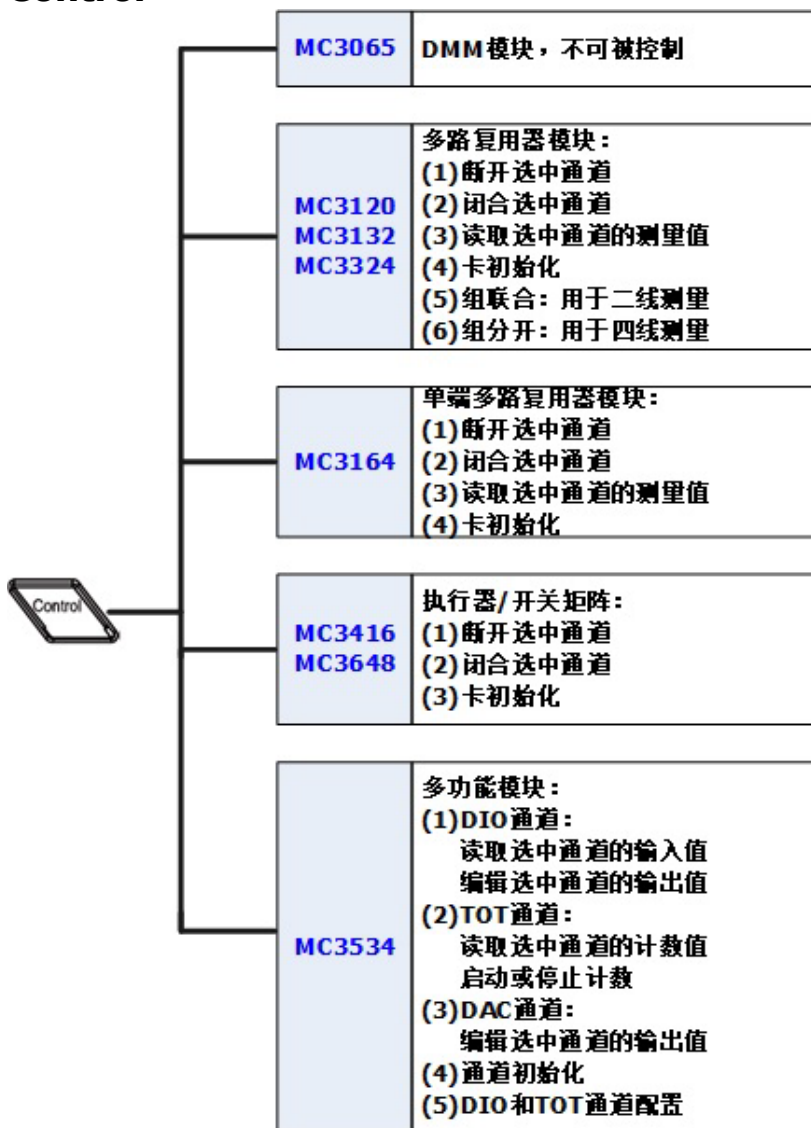 Control
MC3065
DMM模块，不可被控制
MC3120
MC3132
MC3324
多路复用器模块：
(1)断开选中通道
(2)闭合选中通道
(3)读取选中通道的测量值
(4)卡初始化
(5)组联合：用于二线测量
(6)组分开：用于四线测量
MC3164
单端多路复用器模块：
(1)断开选中通道
(2)闭合选中通道
(3)读取选中通道的测量值
(4)卡初始化
Control
MC3416
MC3648
执行器/开关矩阵：
(1)断开选中通道
(2)闭合选中通道
(3)卡初始化
MC3534
多功能模块：
(1)DIO通道：
读取选中通道的输入值
编辑选中通道的输出值
(2)TOT通道：
读取选中通道的计数值
启动或停止计数
(3)DAC通道：
编辑选中通道的输出值
(4)通道初始化
(5)DIO和TOT通道配置